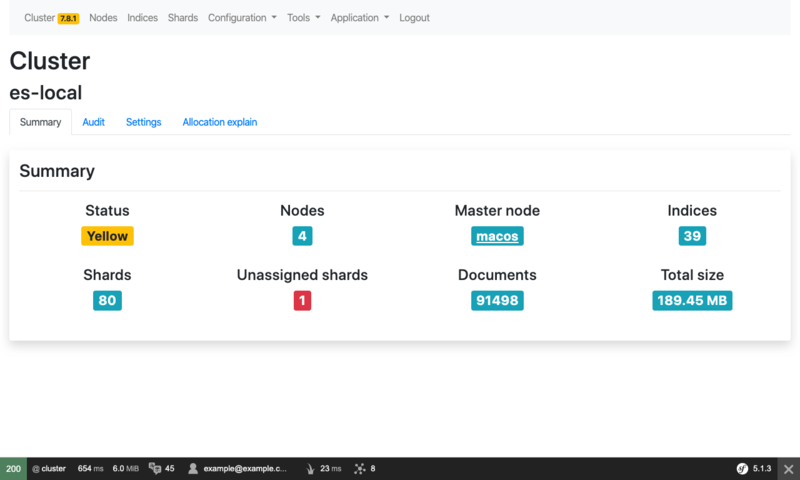 Cluster 7.8.1 Nodes Indices Shards Configuration Tools Application Logout
Cluster
es-local
Summary Audit Settings Allocation explain
Summary
Status Nodes Master node Indices
Yellow 4 macos 39
Shards Unassigned shards Documents Total size
80 1 91498 189.45 MB
200 @ cluster 654 ms 6.0 MiB 45 example@example.c... 23 ms 8 sf 5.1.3